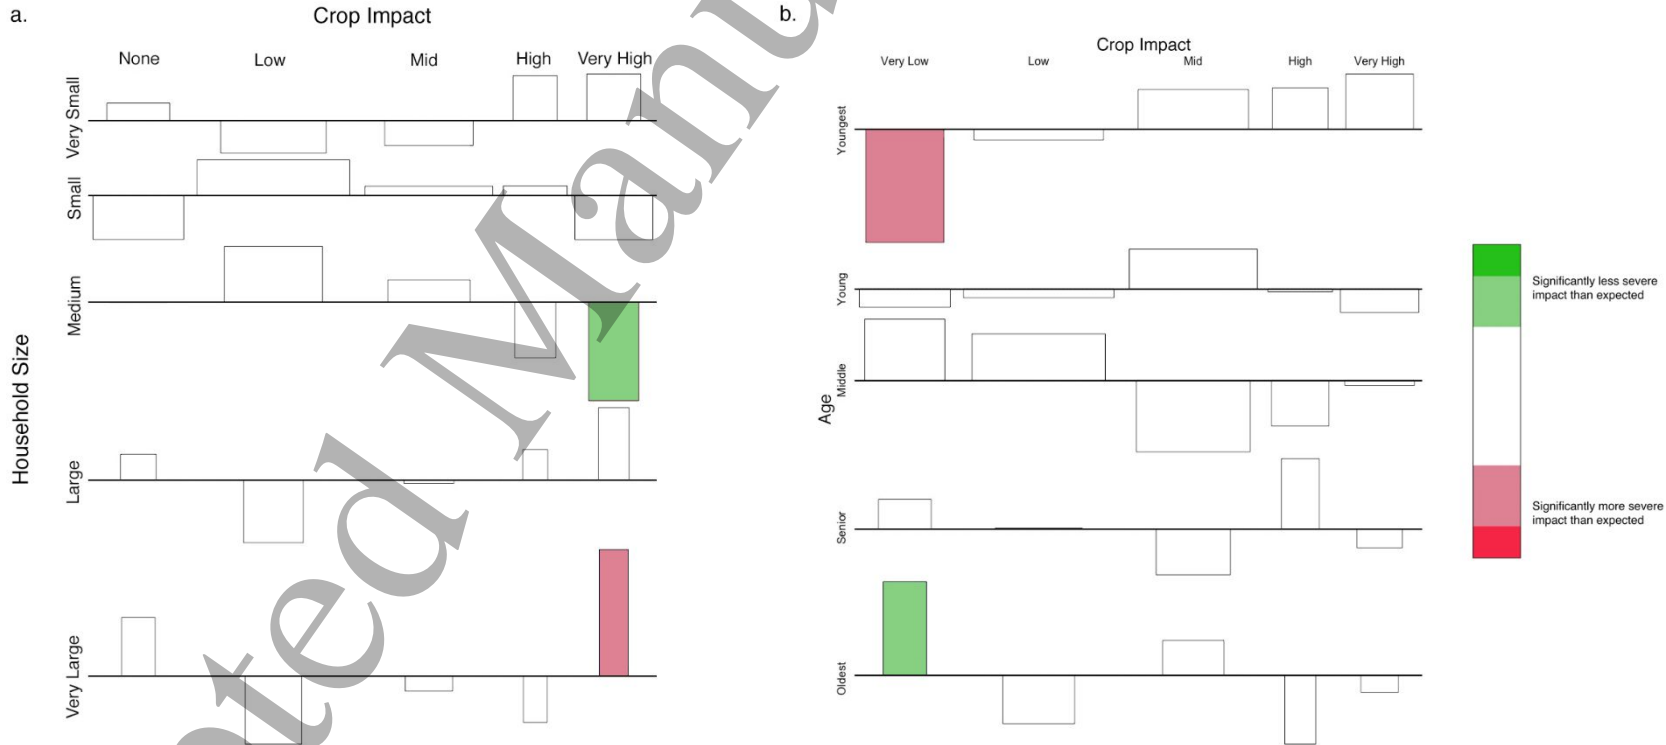 a.
Crop Impact
None Low Mid High Very High
Very Small
Small
Medium
Large
Very Large
Household Size
b.
Crop Impact
Very Low Low Mid High Very High
Youngest
Young
Middle
Senior
Oldest
Age
Significantly less severe
impact than expected
Significantly more severe
impact than expected